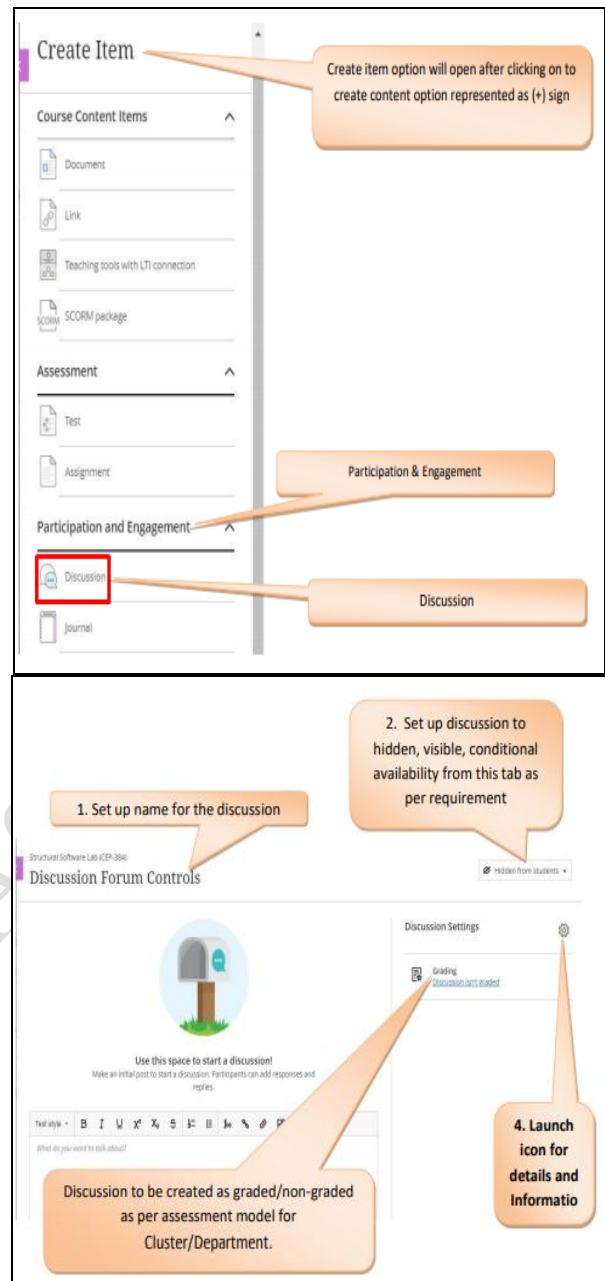 Create Item
Create item option will open after clicking on to
create content option represented as (+) sign
Course Content Items
Document
Link
Teaching tools with LTI connection
SCORM
SCORM package
Assessment
Test
Assignment
Participation & Engagement
Participation and Engagement
Discussion
Discussion
Journal
2. Set up discussion to
hidden, visible, conditional
availability from this tab as
per requirement
1. Set up name for the discussion
Structural Software Lab (CEP-384)
Discussion Forum Controls
Hidden from students
Discussion Settings
Grading
Discussion isn't graded
Use this space to start a discussion!
Make an initial post to start a discussion. Participants can add responses and
replies.
Text style
B I U X² X₂ S
What do you want to talk about?
4. Launch
icon for
details and
Informatio
Discussion to be created as graded/non-graded
as per assessment model for
Cluster/Department.